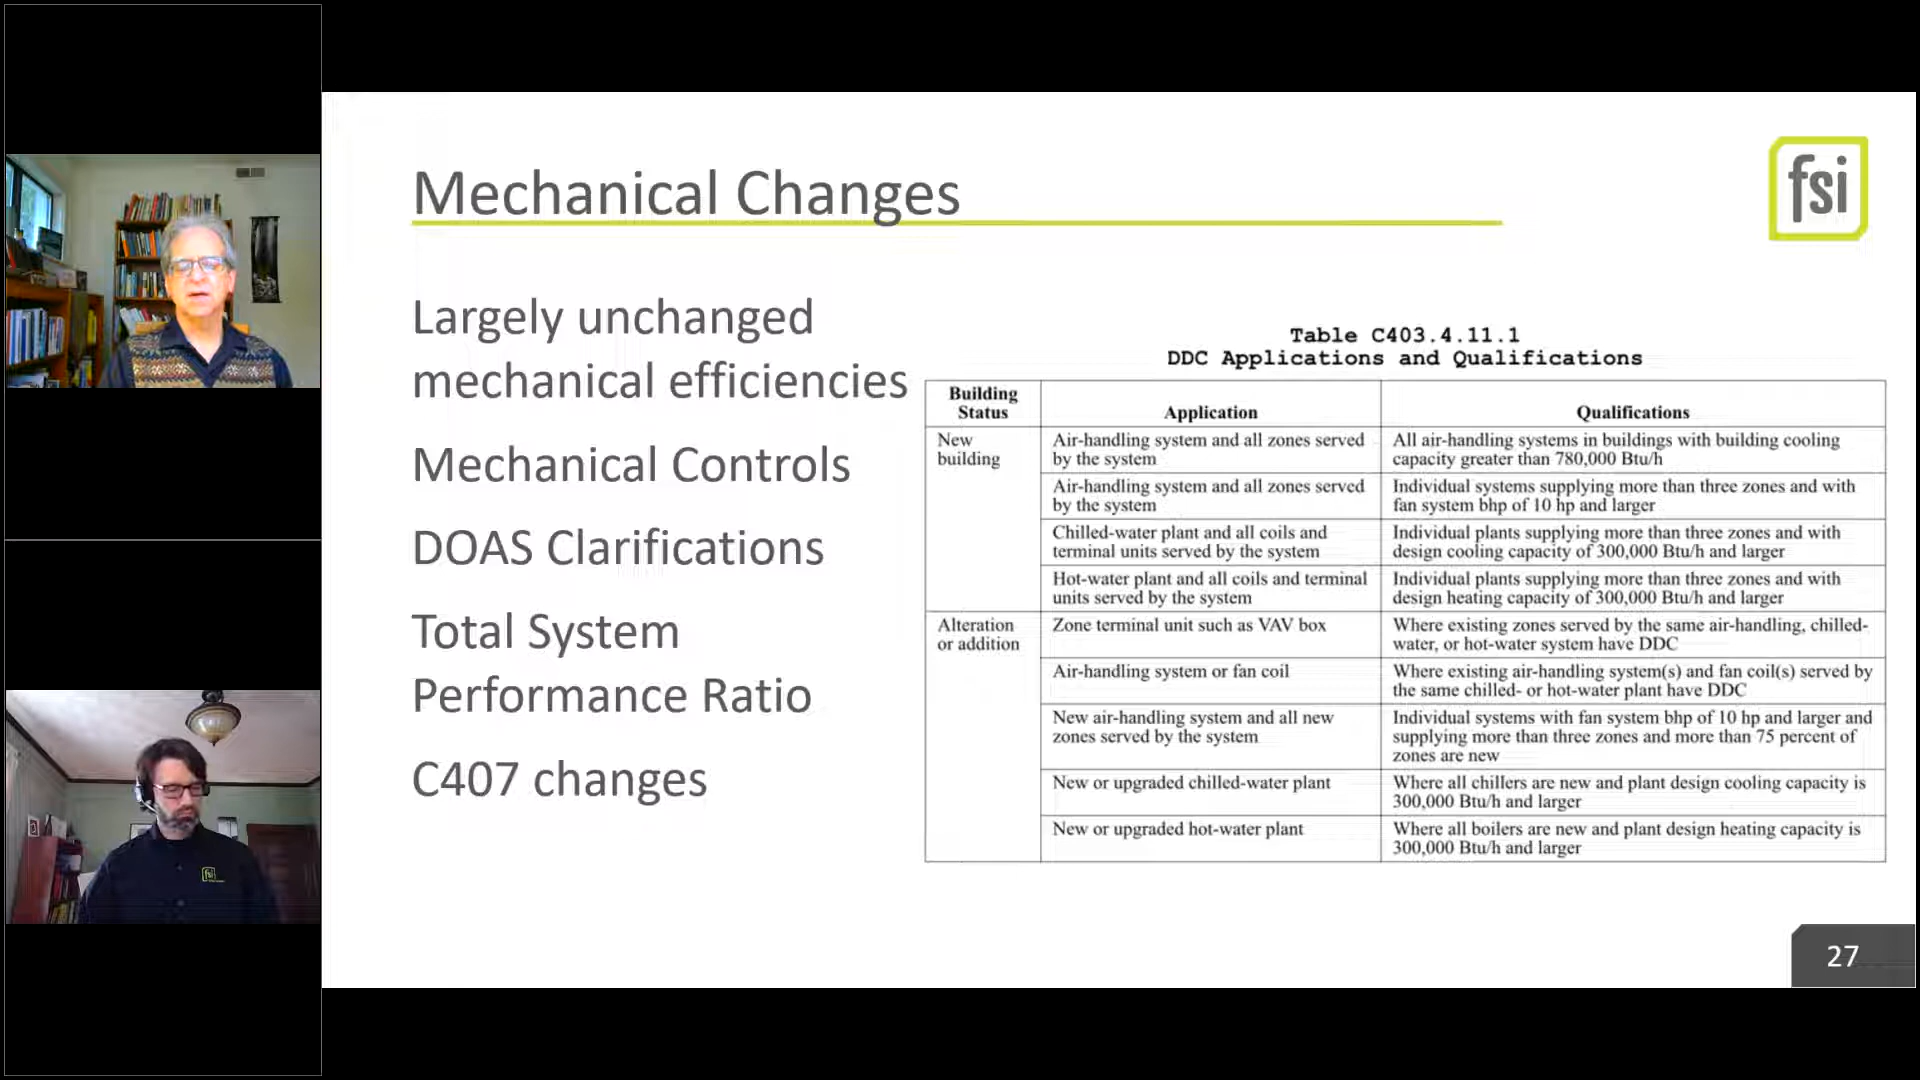 Mechanical Changes
fsi
Largely unchanged
mechanical efficiencies
Mechanical Controls
DOAS Clarifications
Total System
Performance Ratio
C407 changes
Table C403.4.11.1
DDC Applications and Qualifications
Building
Status
Application
Qualifications
New
building
Air-handling system and all zones served
by the system
All air-handling systems in buildings with building cooling
capacity greater than 780,000 Btu/h
Air-handling system and all zones served
by the system
Individual systems supplying more than three zones and with
fan system bhp of 10 hp and larger
Chilled-water plant and all coils and
terminal units served by the system
Individual plants supplying more than three zones and with
design cooling capacity of 300,000 Btu/h and larger
Hot-water plant and all coils and terminal
units served by the system
Individual plants supplying more than three zones and with
design heating capacity of 300,000 Btu/h and larger
Alteration
or addition
Zone terminal unit such as VAV box
Where existing zones served by the same air-handling, chilled-
water, or hot-water system have DDC
Air-handling system or fan coil
Where existing air-handling system(s) and fan coil(s) served by
the same chilled- or hot-water plant have DDC
New air-handling system and all new
zones served by the system
Individual systems with fan system bhp of 10 hp and larger and
supplying more than three zones and more than 75 percent of
zones are new
New or upgraded chilled-water plant
Where all chillers are new and plant design cooling capacity is
300,000 Btu/h and larger
New or upgraded hot-water plant
Where all boilers are new and plant design heating capacity is
300,000 Btu/h and larger
27
fsi